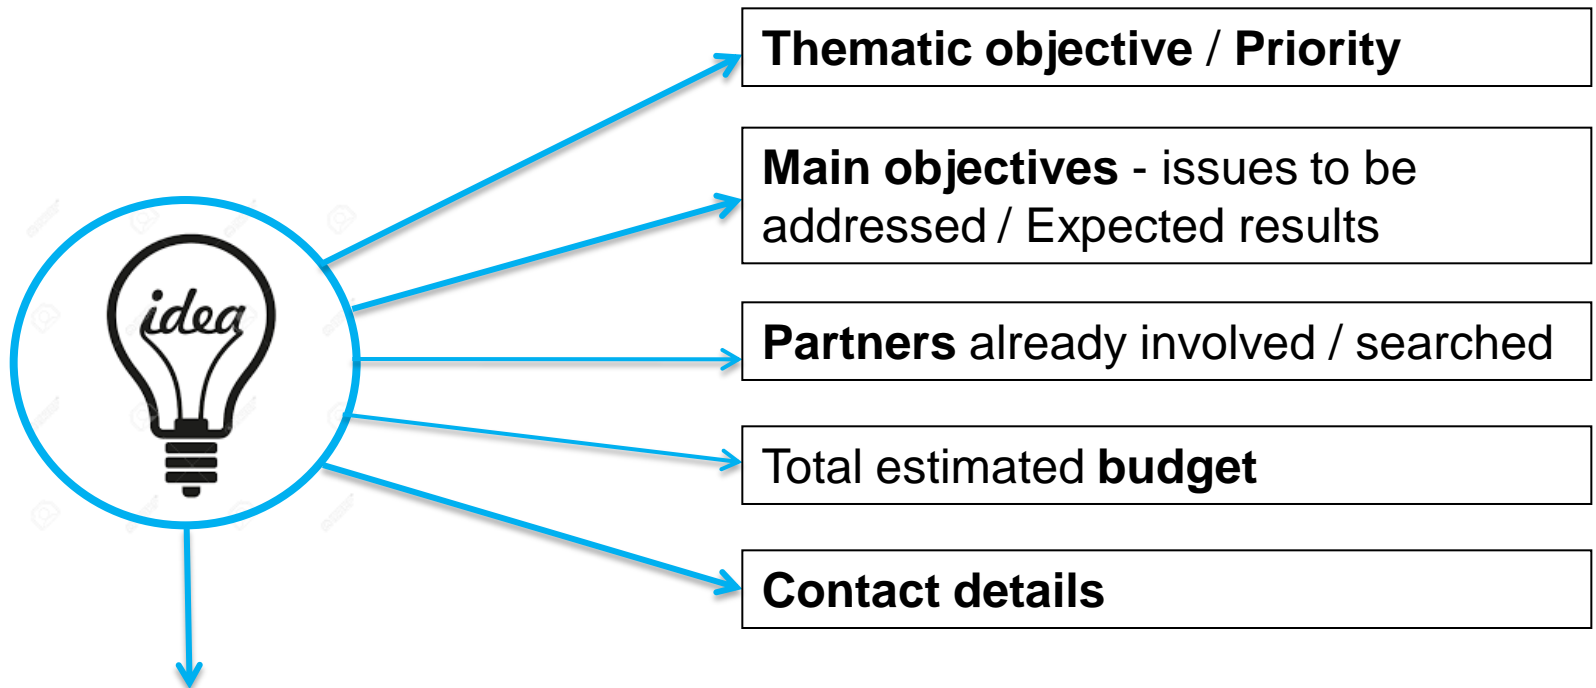 Thematic objective / Priority
Main objectives - issues to be
addressed / Expected results
idea
Partners already involved / searched
Total estimated budget
Contact details